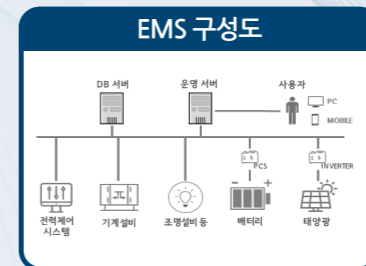 EMS 구성도
DB 서버
운영 서버
사용자
PC
MOBILE
PCS
INVERTER
전력제어
시스템
기계설비
조명설비등
배터리
태양광